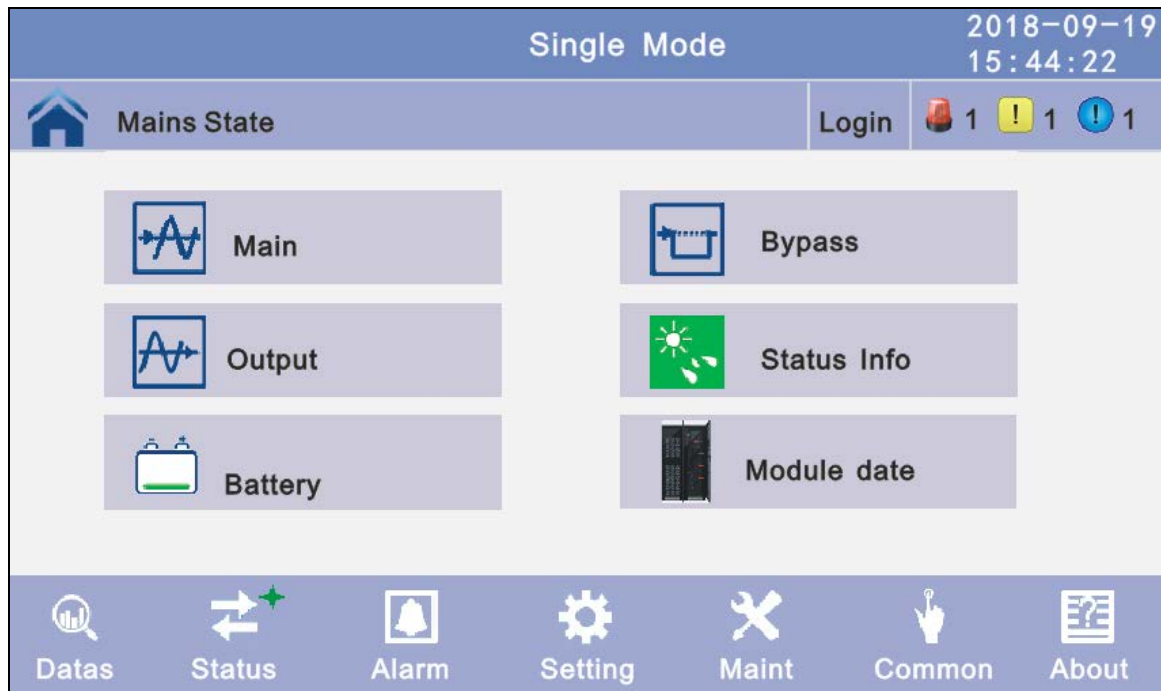 Single Mode
2018-09-19
15:44:22
Mains State
Login
1
! 1
! 1
Main
Bypass
Output
Status Info
Battery
Module date
Datas
Status
Alarm
Setting
Maint
Common
About